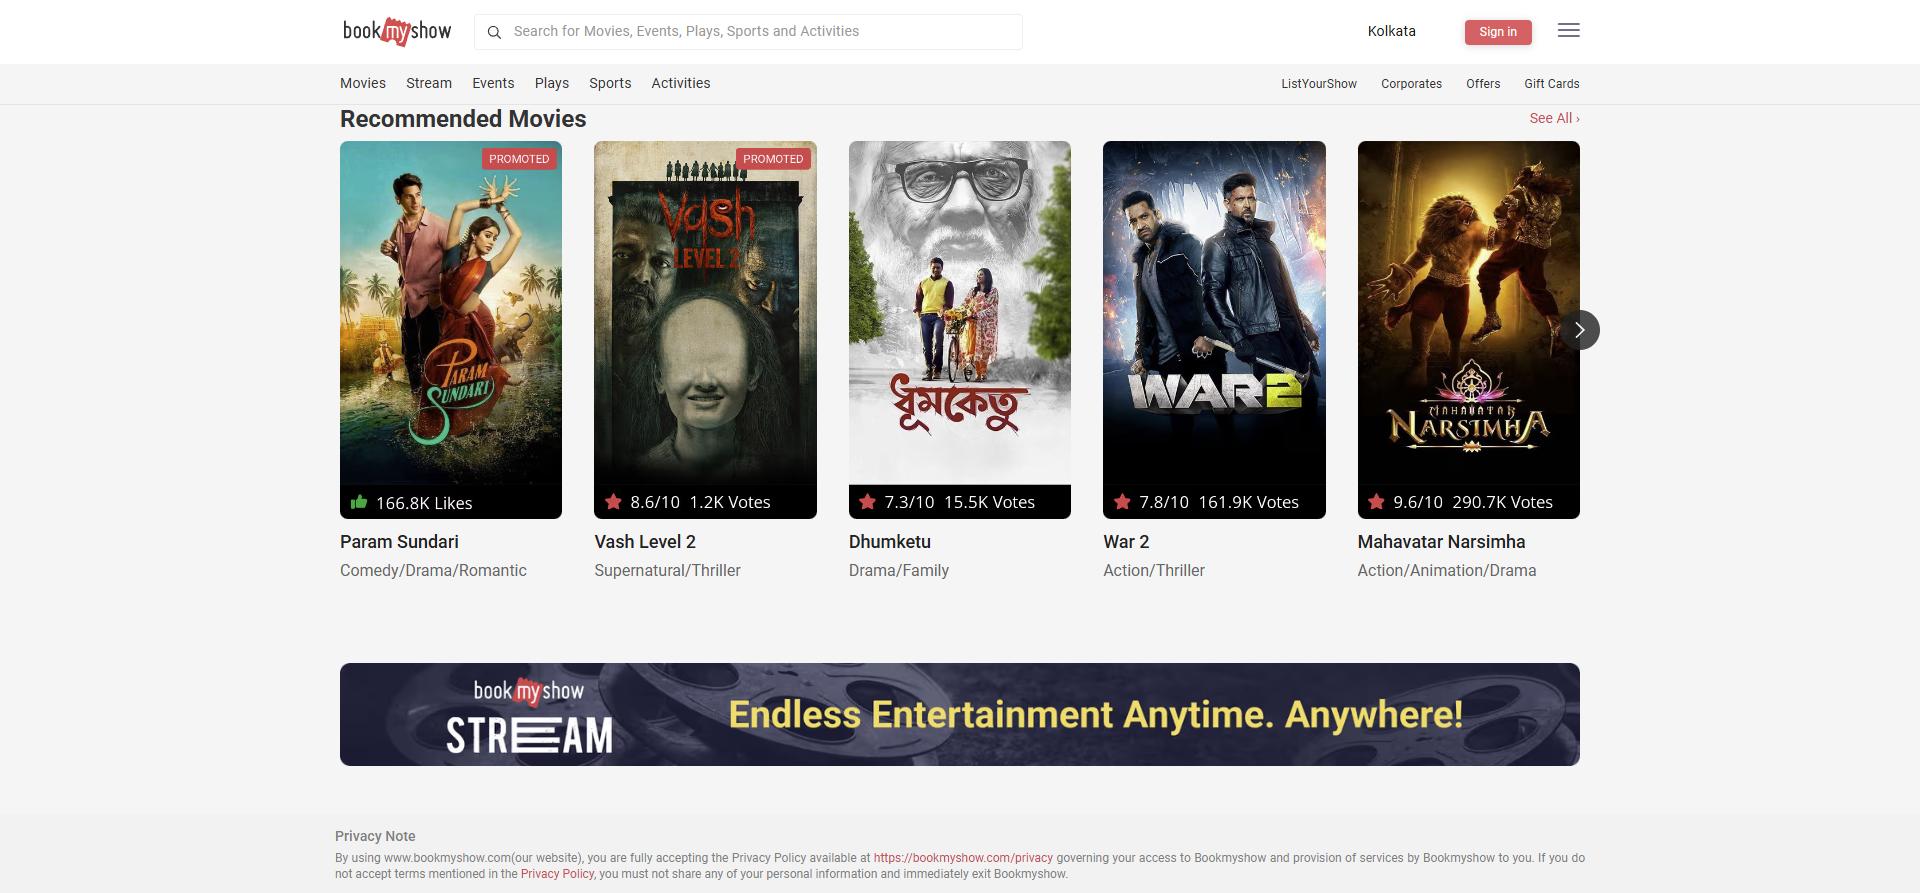 bookmyshow
Search for Movies, Events, Plays, Sports and Activities
Kolkata
Sign in
Movies Stream Events Plays Sports Activities
ListYourShow Corporates Offers Gift Cards
Recommended Movies
See All ›
PROMOTED
PARAM
SUNDARI
166.8K Likes
Param Sundari
Comedy/Drama/Romantic
PROMOTED
Vash
LEVEL 2
8.6/10 1.2K Votes
Vash Level 2
Supernatural/Thriller
ধূমকেতু
7.3/10 15.5K Votes
Dhumketu
Drama/Family
WAR 2
7.8/10 161.9K Votes
War 2
Action/Thriller
MAHAVATAR
NARSIMHA
9.6/10 290.7K Votes
Mahavatar Narsimha
Action/Animation/Drama
bookmyshow
STREAM
Endless Entertainment Anytime. Anywhere!
Privacy Note
By using www.bookmyshow.com(our website), you are fully accepting the Privacy Policy available at https://bookmyshow.com/privacy governing your access to Bookmyshow and provision of services by Bookmyshow to you. If you do
not accept terms mentioned in the Privacy Policy, you must not share any of your personal information and immediately exit Bookmyshow.